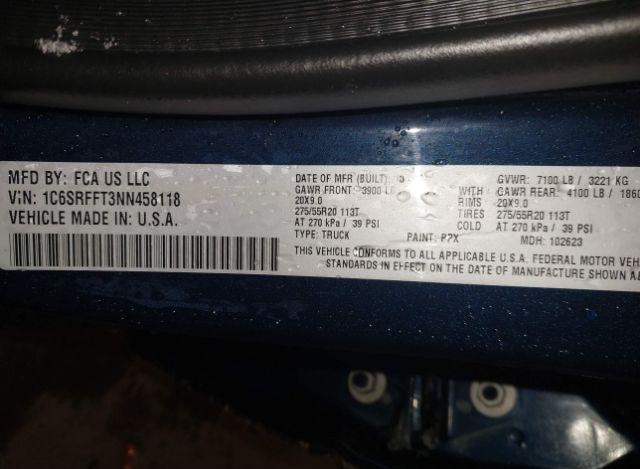 MFD BY: FCA US LLC
VIN: 1C6SRFFT3NN458118
VEHICLE MADE IN: U.S.A.
DATE OF MFR (BUILT):
GVWR: 7100 LB / 3221 KG
GAWR FRONT: 3900 LB WITH GAWR REAR: 4100 LB / 1860
20X9.0 RIMS 20X9.0
275/55R20 113T TIRES 275/55R20 113T
AT 270 kPa / 39 PSI COLD AT 270 kPa / 39 PSI
TYPE: TRUCK PAINT: MDH: 102623
THIS VEHICLE CONFORMS TO ALL APPLICABLE U.S.A. FEDERAL MOTOR VEH
STANDARDS IN EFFECT ON THE DATE OF MANUFACTURE SHOWN